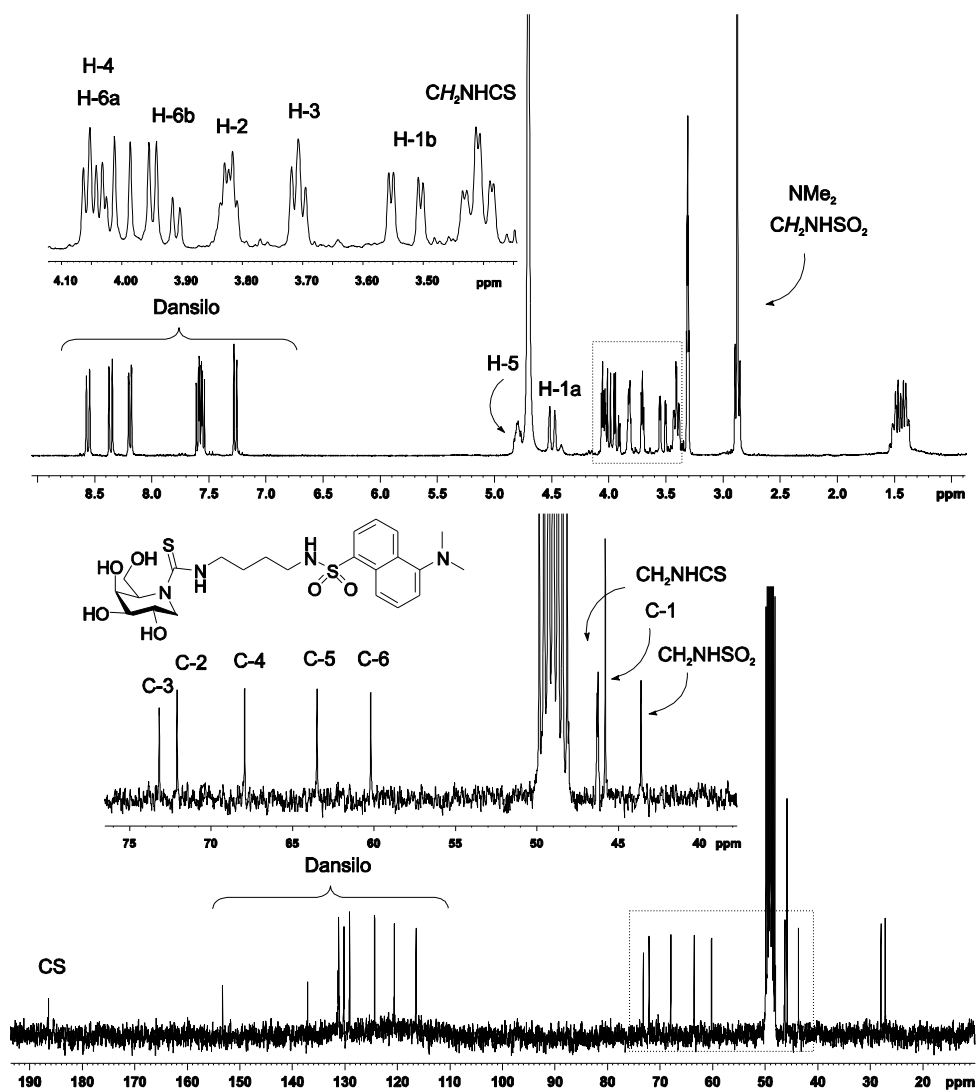 H-4
H-6a
H-6b
H-2
H-3
H-1b
CH₂NHCS
4.10 4.00 3.90 3.80 3.70 3.60 3.50 ppm
NMe₂
CH₂NHSO₂
Dansilo
H-5
H-1a
8.5 8.0 7.5 7.0 6.5 6.0 5.5 5.0 4.5 4.0 3.5 3.0 2.5 2.0 1.5 ppm
S
OH
HO
N
N
H
HO
OH
H
N
S
O O
N
CH₂NHCS
C-1
CH₂NHSO₂
C-3
C-2
C-4
C-5
C-6
75 70 65 60 55 50 45 40 ppm
Dansilo
CS
190 180 170 160 150 140 130 120 110 100 90 80 70 60 50 40 30 20 ppm